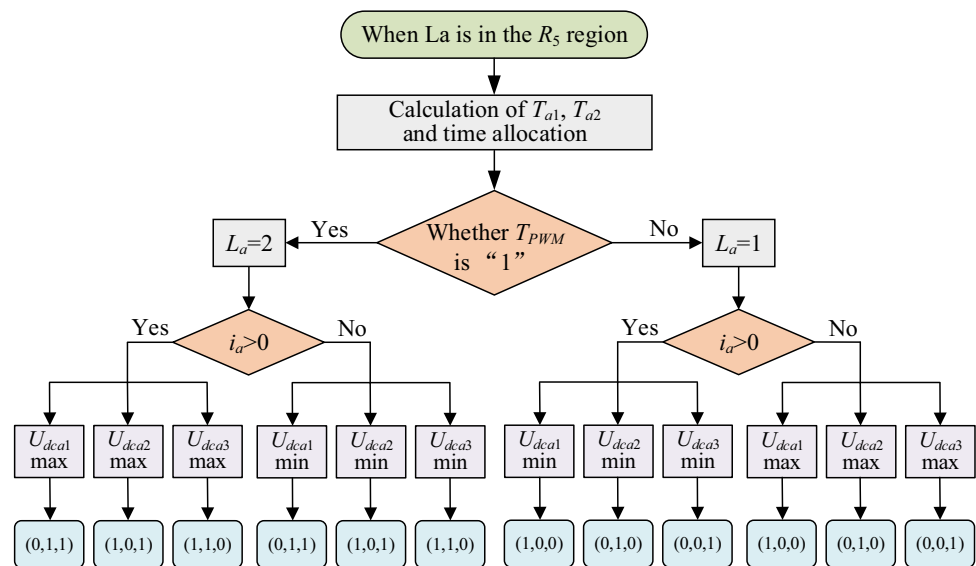 When La is in the R5 region
Calculation of Ta1, Ta2
and time allocation
Whether TPWM
is “1”
Yes
No
La=2
La=1
ia>0
Yes
No
ia>0
Yes
No
Udca1
max
Udca2
max
Udca3
max
Udca1
min
Udca2
min
Udca3
min
Udca1
min
Udca2
min
Udca3
min
Udca1
max
Udca2
max
Udca3
max
(0,1,1)
(1,0,1)
(1,1,0)
(0,1,1)
(1,0,1)
(1,1,0)
(1,0,0)
(0,1,0)
(0,0,1)
(1,0,0)
(0,1,0)
(0,0,1)